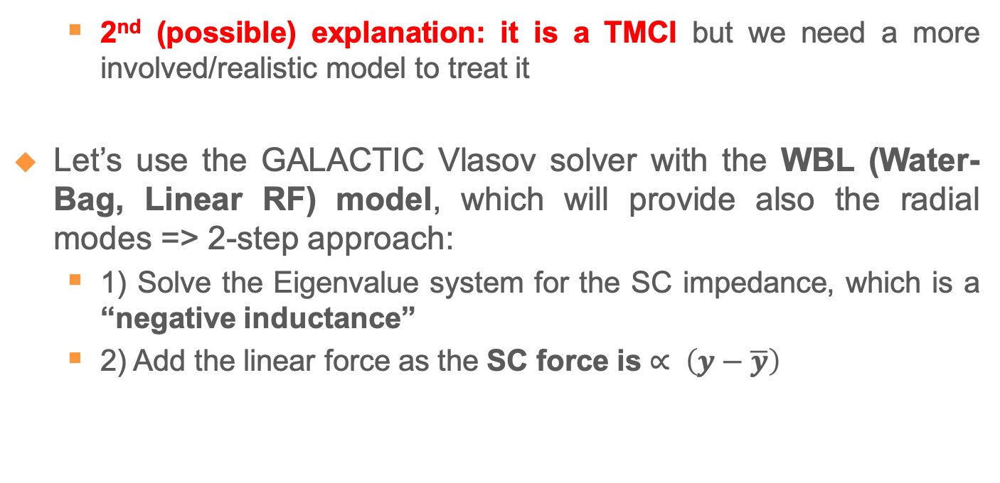 2nd (possible) explanation: it is a TMCI but we need a more
involved/realistic model to treat it
Let’s use the GALACTIC Vlasov solver with the WBL (Water-
Bag, Linear RF) model, which will provide also the radial
modes => 2-step approach:
1) Solve the Eigenvalue system for the SC impedance, which is a
“negative inductance”
2) Add the linear force as the SC force is ∝ (y − y̅)